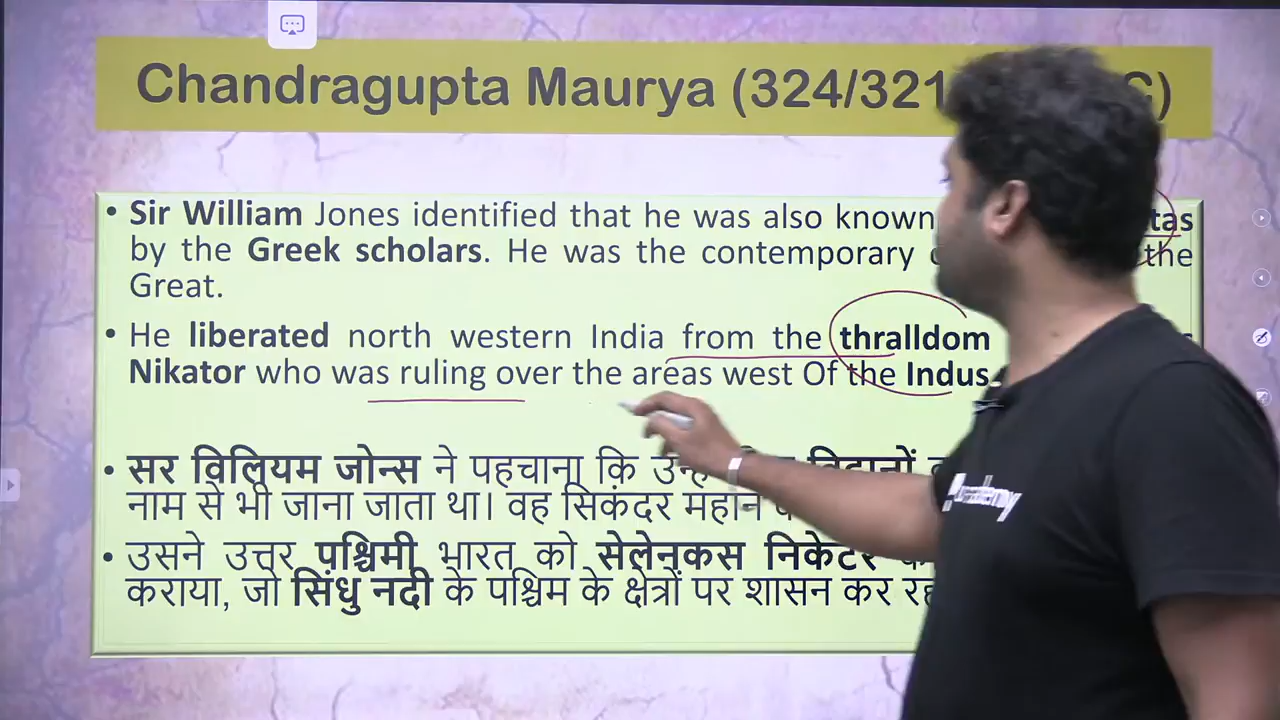 Chandragupta Maurya (324/321 C)
• Sir William Jones identified that he was also known tas
by the Greek scholars. He was the contemporary the
Great.
• He liberated north western India from the thralldom
Nikator who was ruling over the areas west Of the Indus
• सर विलियम जोन्स ने पहचाना कि
नाम से भी जाना जाता था। वह सिकंदर महान
• उसने उत्तर पश्चिमी भारत को सेलेनकस निकेटर
कराया, जो सिंधु नदी के पश्चिम के क्षेत्रों पर शासन कर